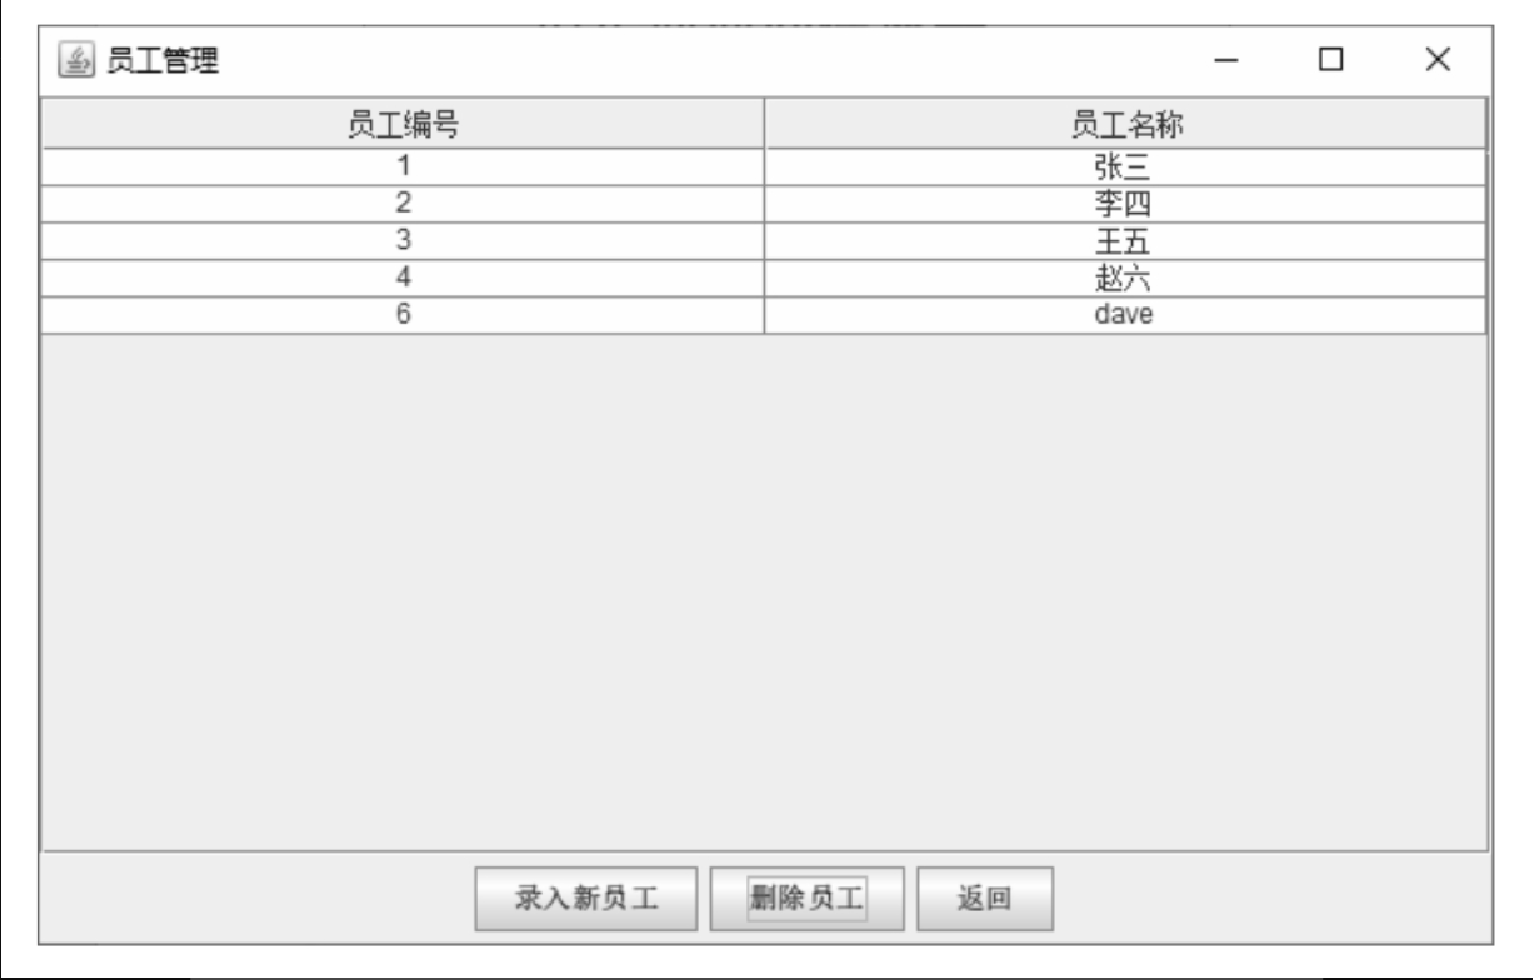 员工管理
员工编号 员工名称
1 张三
2 李四
3 王五
4 赵六
6 dave
录入新员工 删除员工 返回